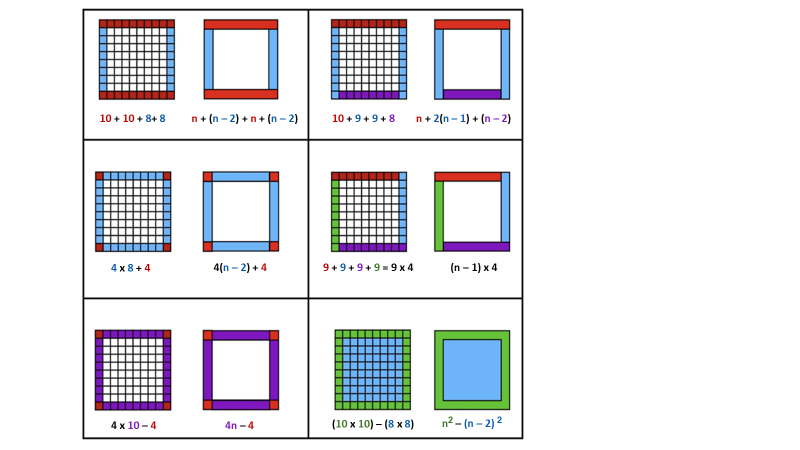 10 + 10 + 8+ 8
n + (n – 2) + n + (n – 2)
10 + 9 + 9 + 8
n + 2(n – 1) + (n – 2)
4 x 8 + 4
4(n – 2) + 4
9 + 9 + 9 + 9 = 9 x 4
(n – 1) x 4
4 x 10 – 4
4n – 4
(10 x 10) – (8 x 8)
n² – (n – 2) ²